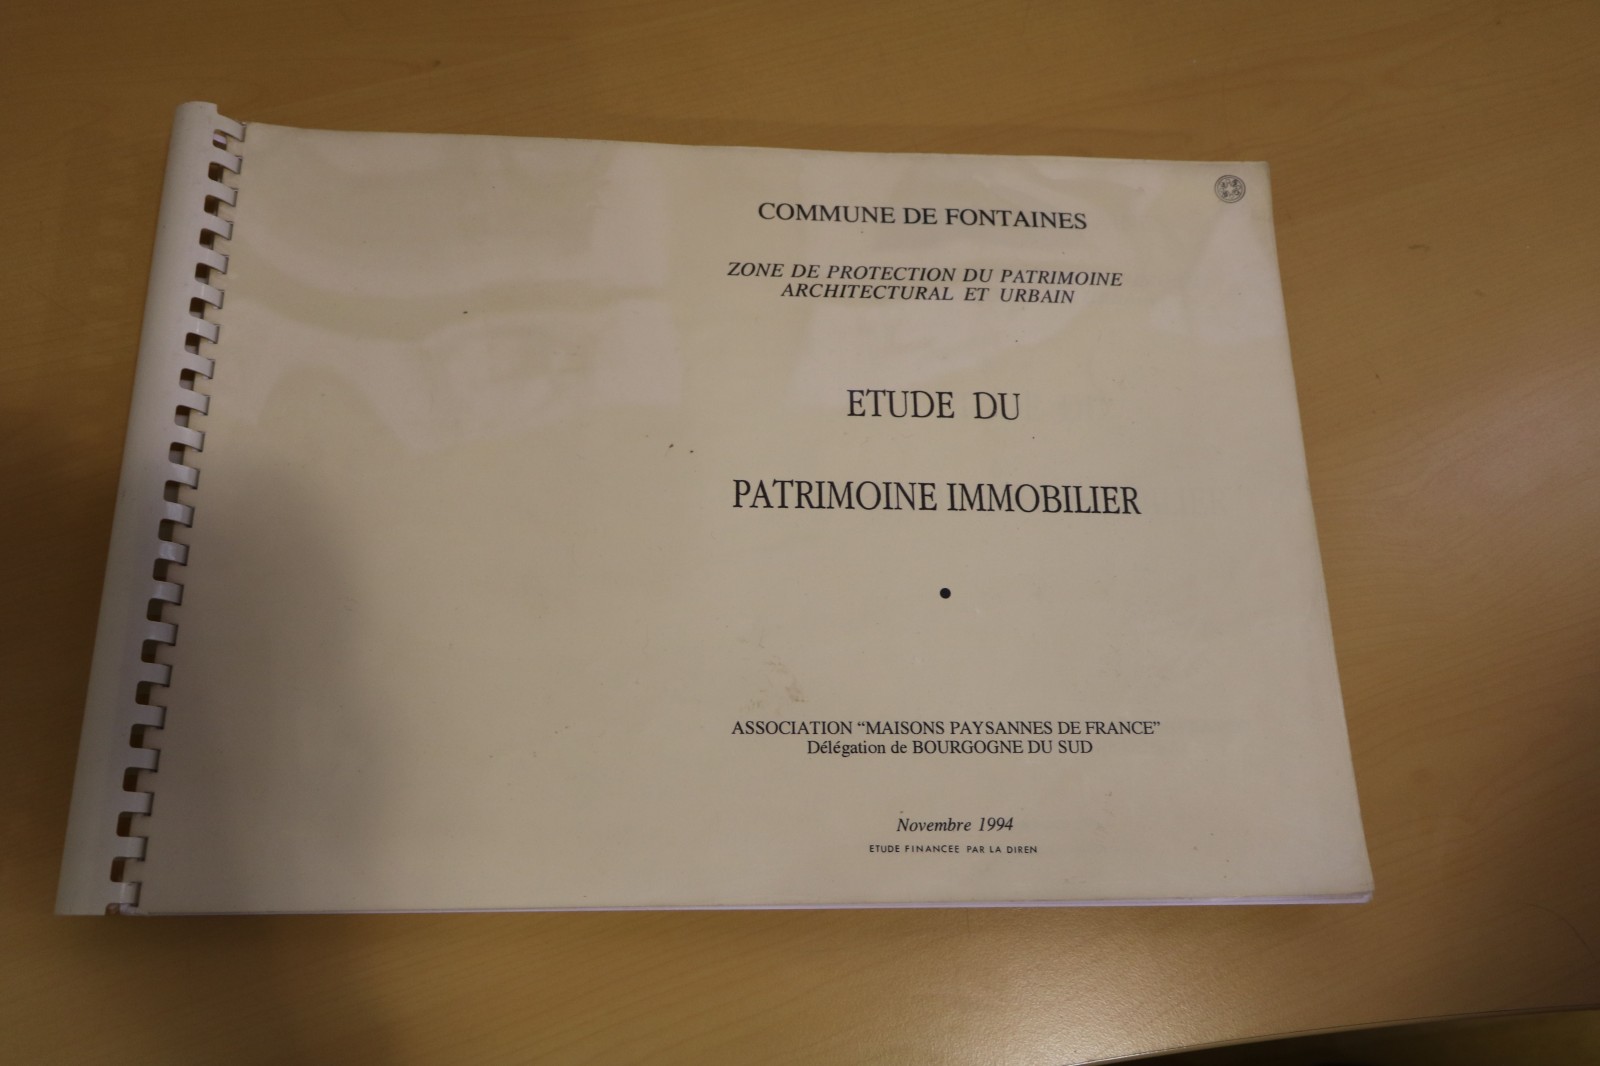 COMMUNE DE FONTAINES
ZONE DE PROTECTION DU PATRIMOINE
ARCHITECTURAL ET URBAIN
ETUDE DU
PATRIMOINE IMMOBILIER
•
ASSOCIATION “MAISONS PAYSANNES DE FRANCE”
Délégation de BOURGOGNE DU SUD
Novembre 1994
ETUDE FINANCEE PAR LA DIREN